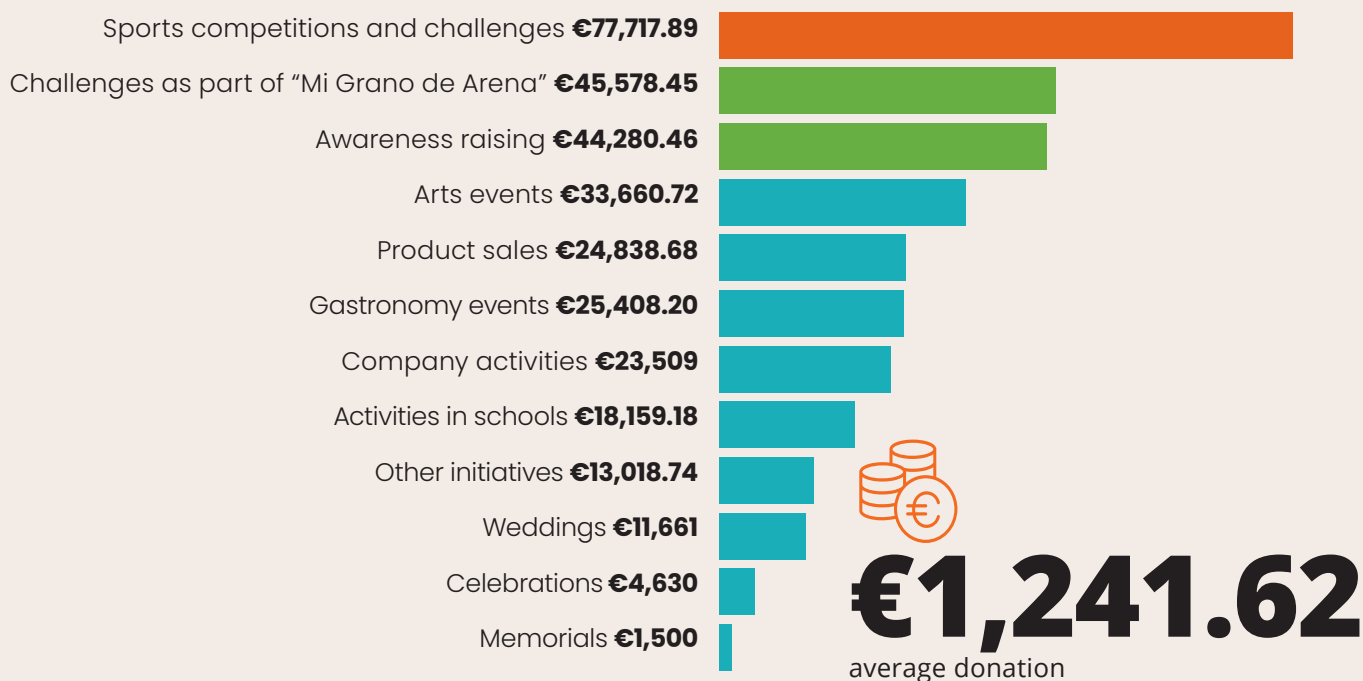 Sports competitions and challenges €77,717.89
Challenges as part of “Mi Grano de Arena” €45,578.45
Awareness raising €44,280.46
Arts events €33,660.72
Product sales €24,838.68
Gastronomy events €25,408.20
Company activities €23,509
Activities in schools €18,159.18
Other initiatives €13,018.74
Weddings €11,661
Celebrations €4,630
Memorials €1,500
€
€1,241.62
average donation